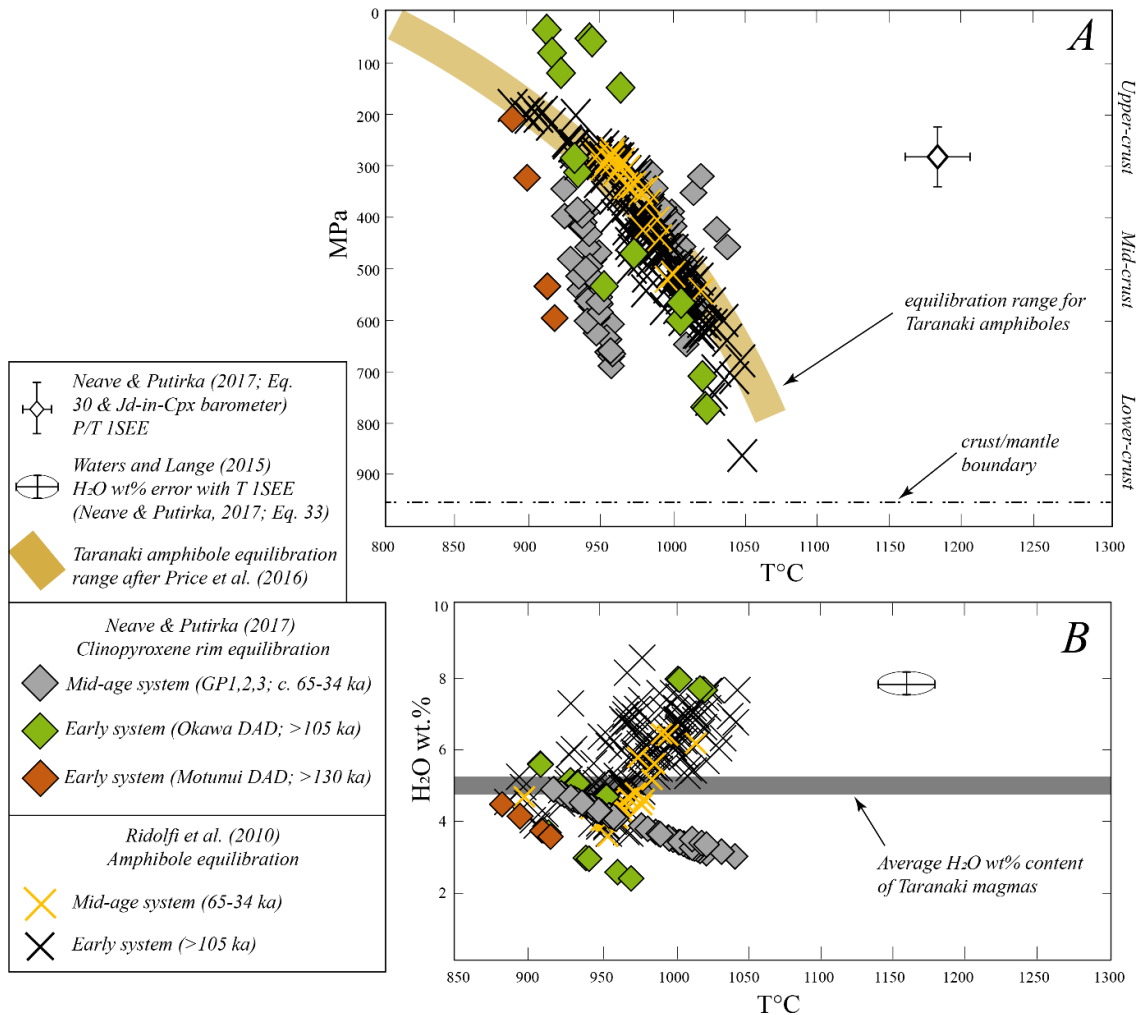 A
0
100
200
300
400
500
600
700
800
900
MPa
Upper-crust
Mid-crust
Lower-crust
equilibration range for
Taranaki amphiboles
crust/mantle
boundary
800
900
950
1000
1050
1100
1150
1200
1300
T°C
Neave & Putirka (2017; Eq.
30 & Jd-in-Cpx barometer)
P/T 1SEE
Waters and Lange (2015)
H₂O wt% error with T 1SEE
(Neave & Putirka, 2017; Eq. 33)
Taranaki amphibole equilibration
range after Price et al. (2016)
Neave & Putirka (2017)
Clinopyroxene rim equilibration
Mid-age system (GP1,2,3; c. 65-34 ka)
Early system (Okawa DAD; >105 ka)
Early system (Motunui DAD; >130 ka)
Ridolfi et al. (2010)
Amphibole equilibration
Mid-age system (65-34 ka)
Early system (>105 ka)
B
10
8
6
4
2
H₂O wt.%
Average H₂O wt% content
of Taranaki magmas
850
900
950
1000
1050
1100
1150
1200
1250
1300
T°C